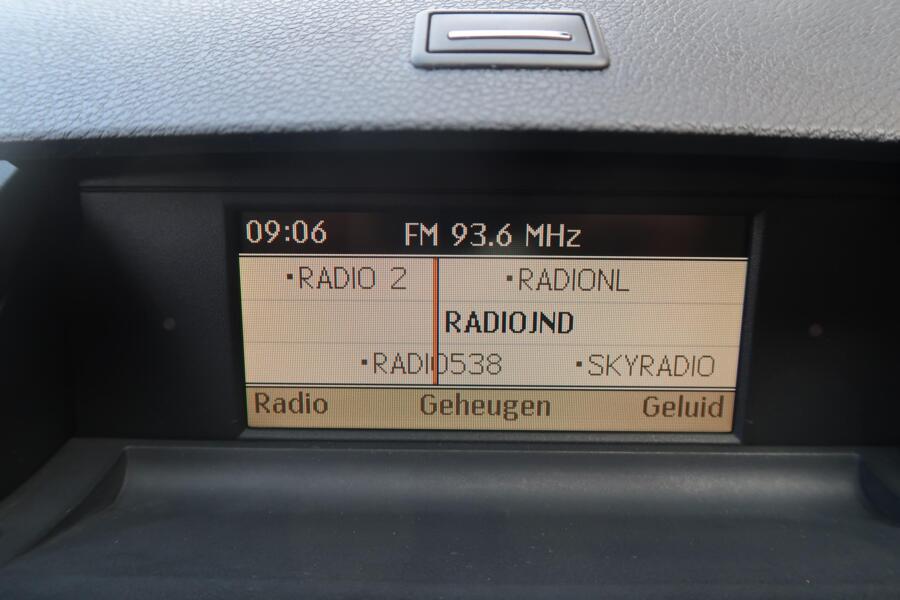 09:06 FM 93.6 MHz
▪RADIO 2 ▪RADIONL
RADIOJND
▪RADIO538 ▪SKYRADIO
Radio Geheugen Geluid